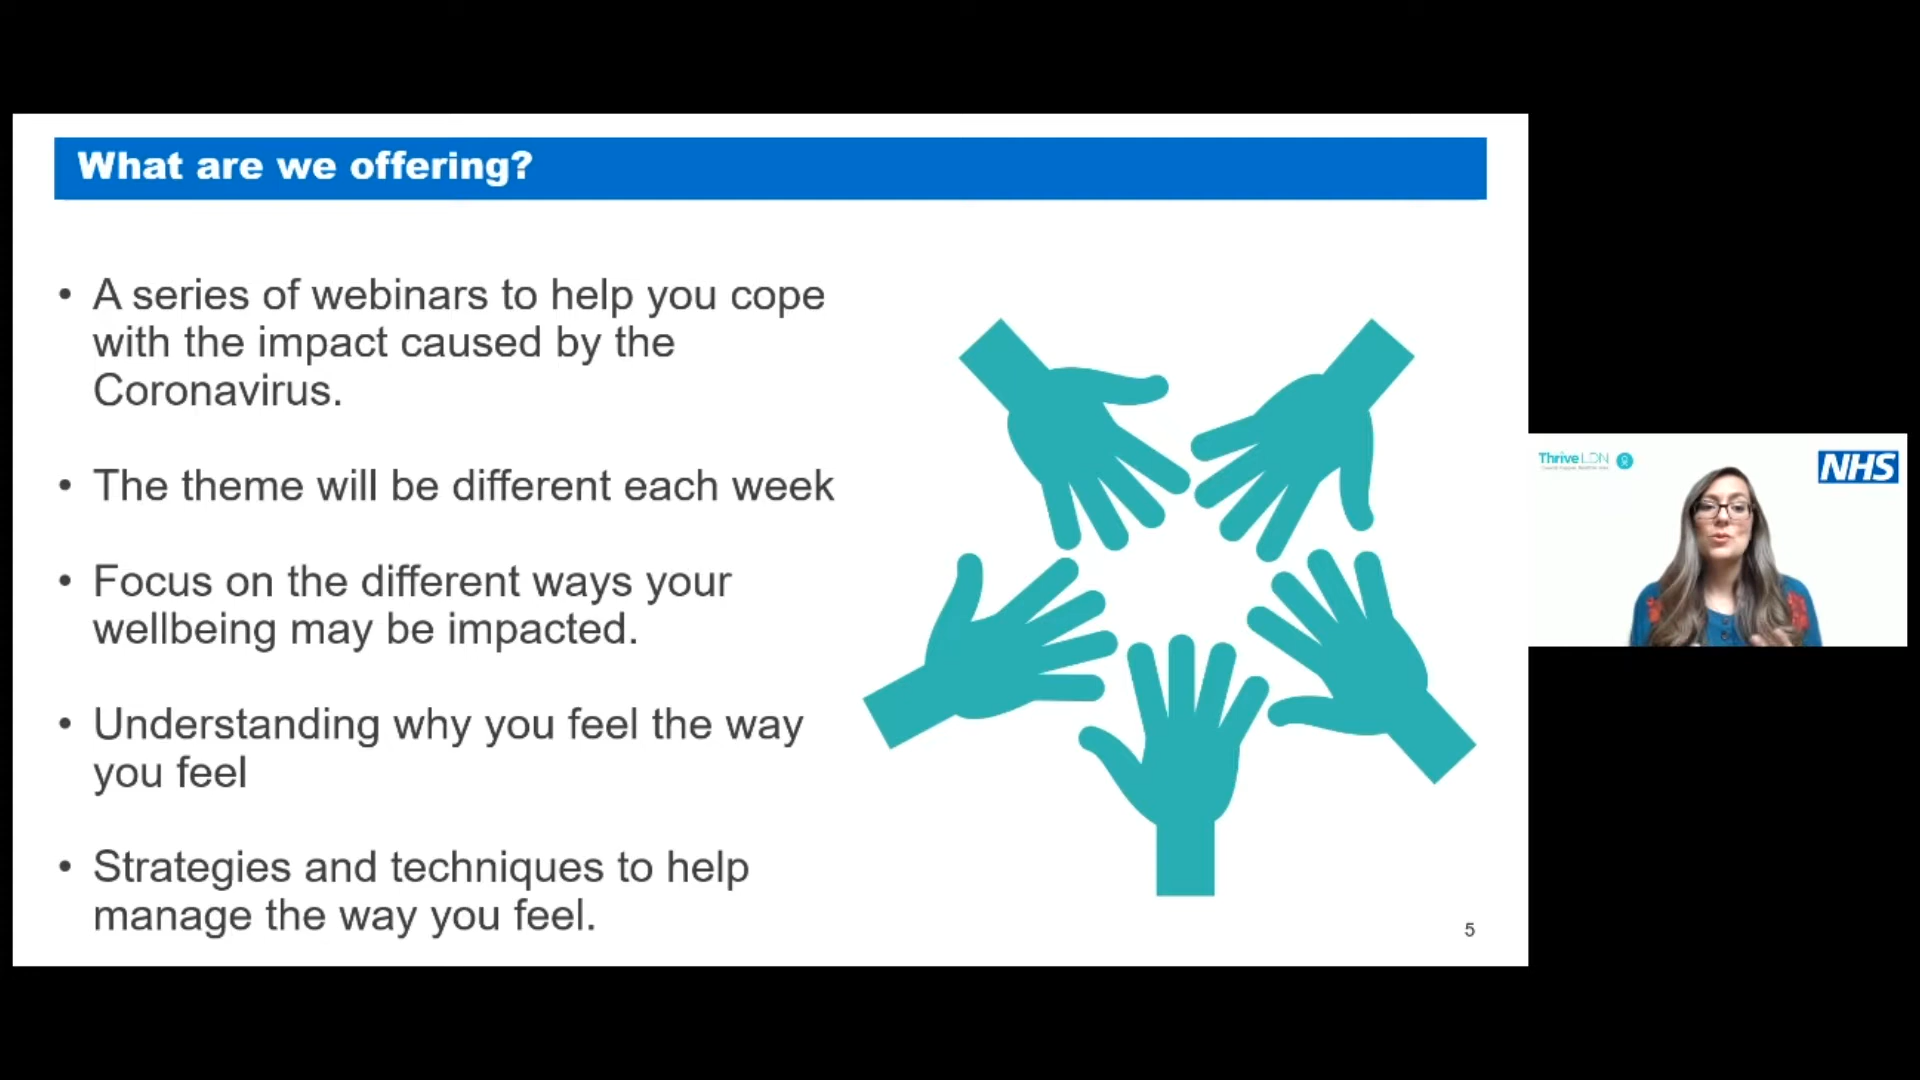 What are we offering?
• A series of webinars to help you cope
with the impact caused by the
Coronavirus.
• The theme will be different each week
• Focus on the different ways your
wellbeing may be impacted.
• Understanding why you feel the way
you feel
• Strategies and techniques to help
manage the way you feel.
5
Thrive LDN
NHS